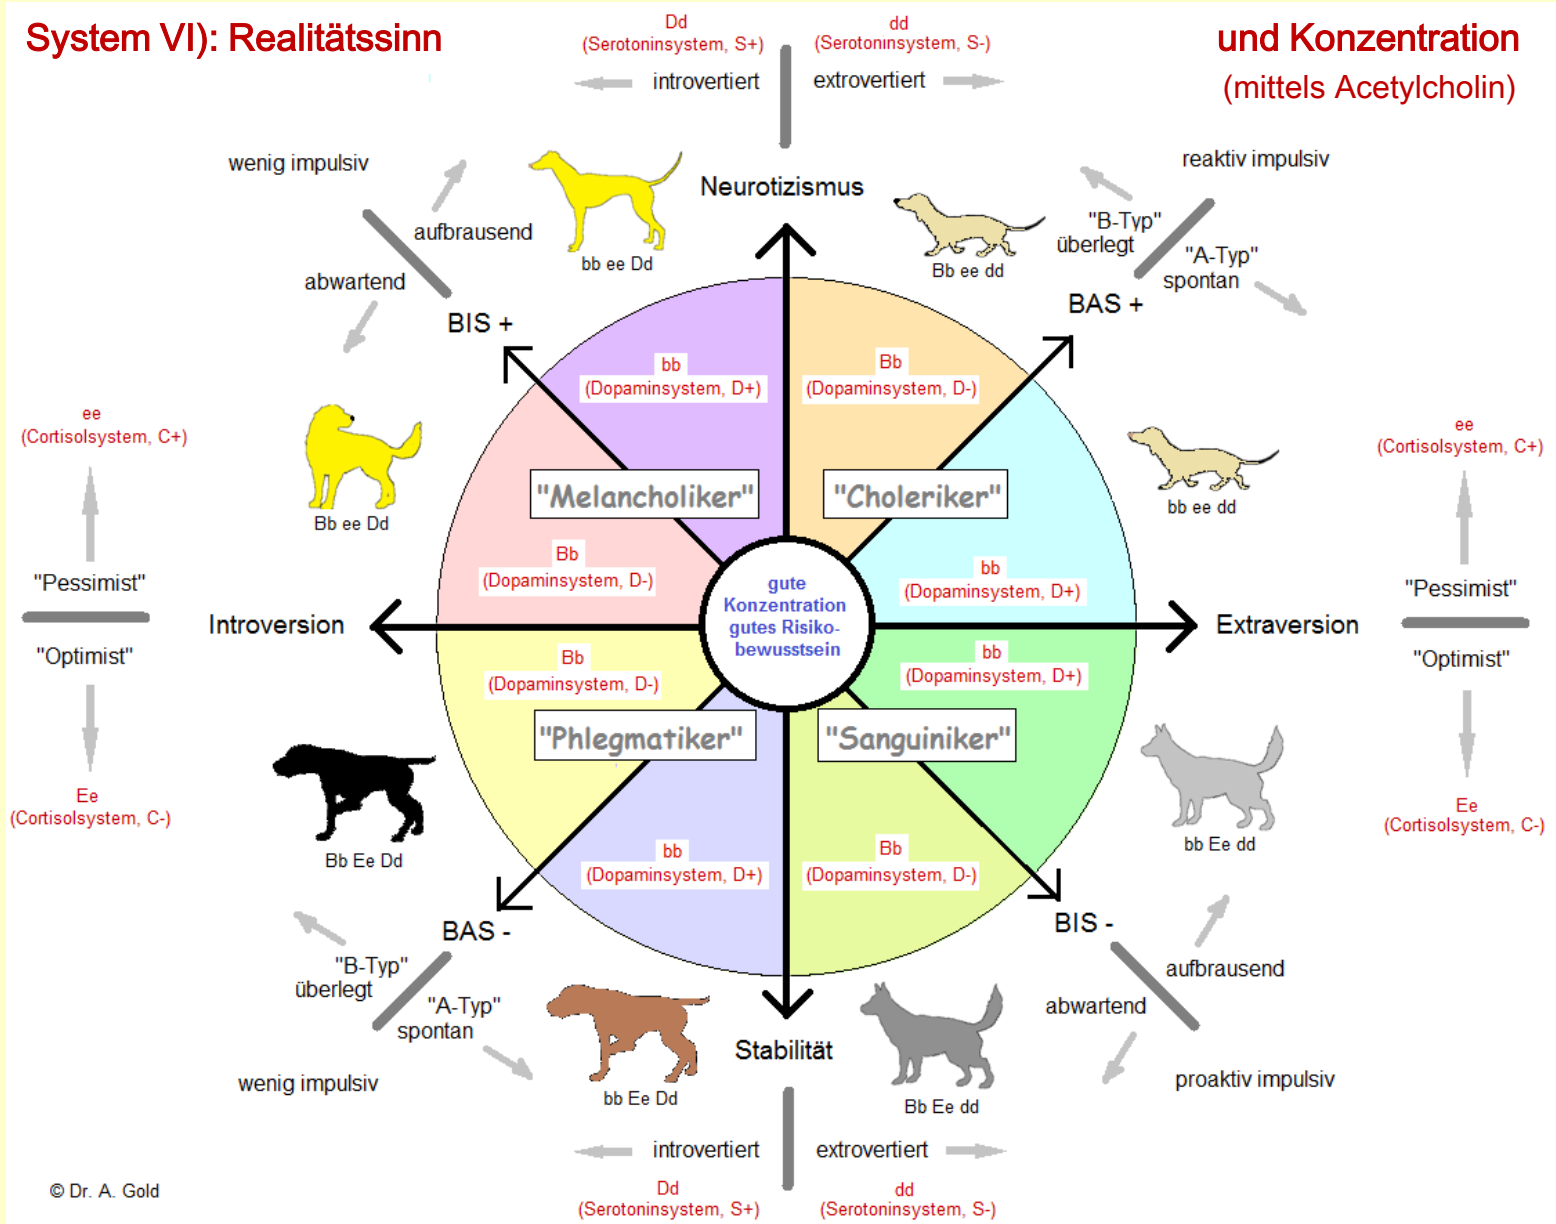 System VI): Realitätssinn
und Konzentration
(mittels Acetylcholin)
Dd
(Serotoninsystem, S+)
introvertiert
dd
(Serotoninsystem, S-)
extrovertiert
wenig impulsiv
aufbrausend
abwartend
BIS +
bb ee Dd
Neurotizismus
Bb ee dd
reaktiv impulsiv
"B-Typ"
überlegt
"A-Typ"
spontan
BAS +
bb
(Dopaminsystem, D+)
Bb
(Dopaminsystem, D-)
ee
(Cortisolsystem, C+)
Bb ee Dd
"Melancholiker"
"Choleriker"
bb ee dd
ee
(Cortisolsystem, C+)
Bb
(Dopaminsystem, D-)
bb
(Dopaminsystem, D+)
"Pessimist"
"Optimist"
Introversion
gute
Konzentration
gutes Risiko-
bewusstsein
Extraversion
"Pessimist"
"Optimist"
Bb
(Dopaminsystem, D-)
bb
(Dopaminsystem, D+)
"Phlegmatiker"
"Sanguiniker"
Ee
(Cortisolsystem, C-)
Bb Ee Dd
bb Ee dd
Ee
(Cortisolsystem, C-)
bb
(Dopaminsystem, D+)
Bb
(Dopaminsystem, D-)
BAS -
"B-Typ"
überlegt
"A-Typ"
spontan
wenig impulsiv
bb Ee Dd
Stabilität
Bb Ee dd
BIS -
aufbrausend
abwartend
proaktiv impulsiv
introvertiert
Dd
(Serotoninsystem, S+)
extrovertiert
dd
(Serotoninsystem, S-)
© Dr. A. Gold